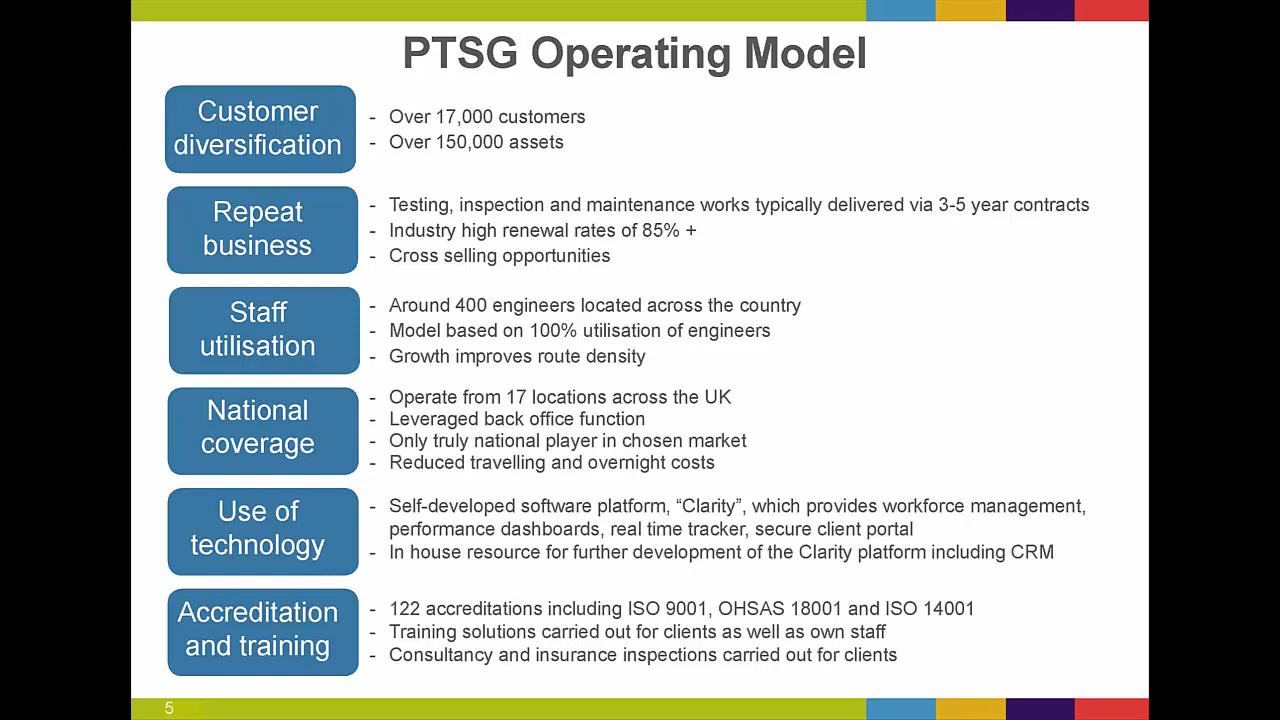 PTSG Operating Model
Customer
diversification
- Over 17,000 customers
- Over 150,000 assets
Repeat
business
- Testing, inspection and maintenance works typically delivered via 3-5 year contracts
- Industry high renewal rates of 85% +
- Cross selling opportunities
Staff
utilisation
- Around 400 engineers located across the country
- Model based on 100% utilisation of engineers
- Growth improves route density
National
coverage
- Operate from 17 locations across the UK
- Leveraged back office function
- Only truly national player in chosen market
- Reduced travelling and overnight costs
Use of
technology
- Self-developed software platform, “Clarity”, which provides workforce management,
performance dashboards, real time tracker, secure client portal
- In house resource for further development of the Clarity platform including CRM
Accreditation
and training
- 122 accreditations including ISO 9001, OHSAS 18001 and ISO 14001
- Training solutions carried out for clients as well as own staff
- Consultancy and insurance inspections carried out for clients
5